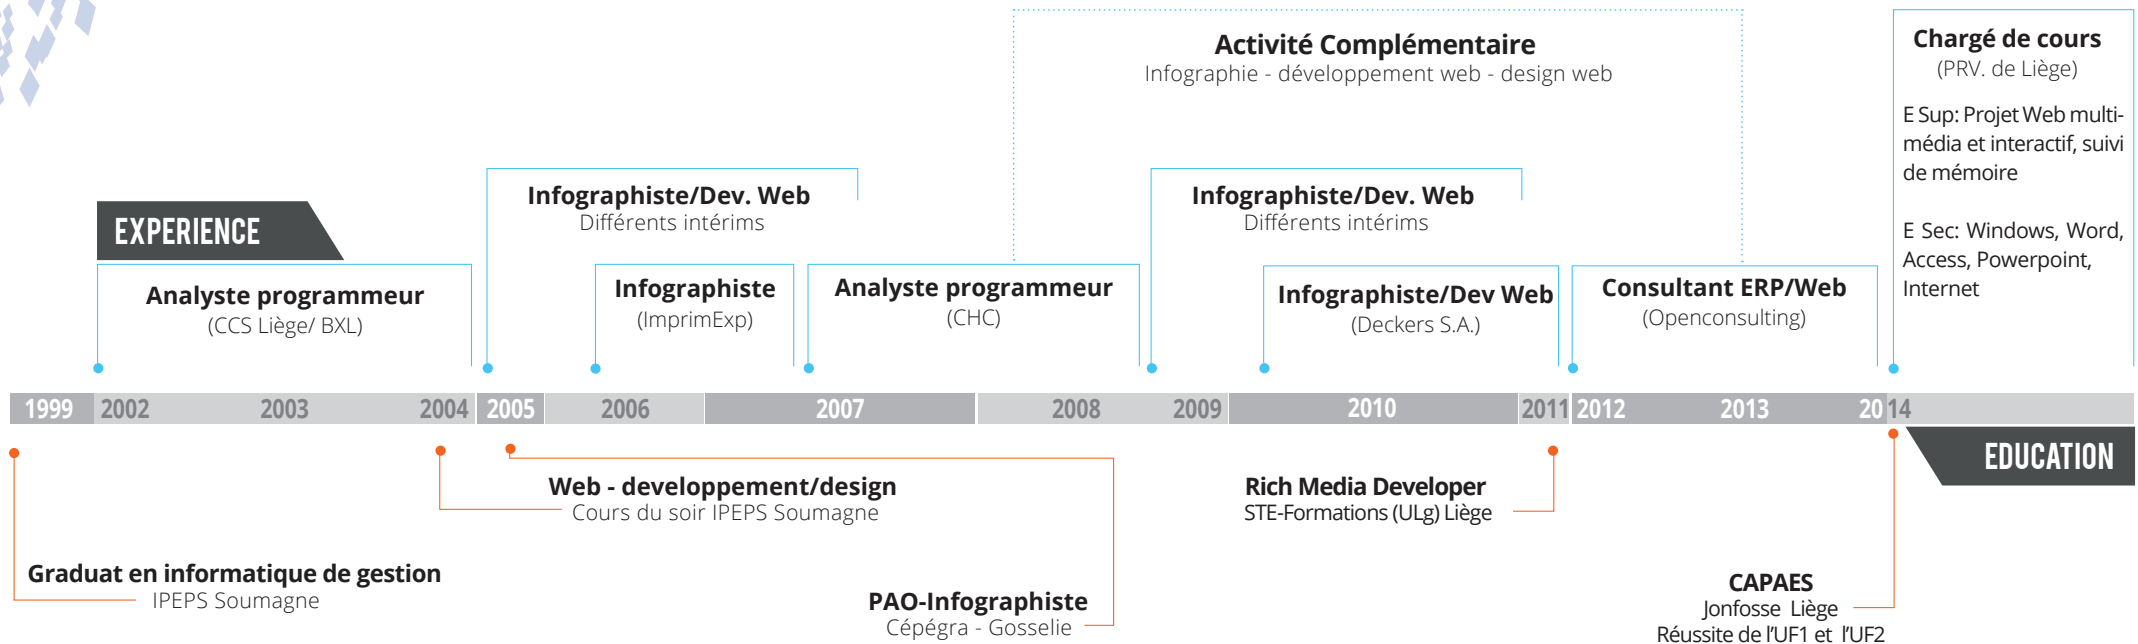 Activité Complémentaire
Infographie - développement web - design web
Chargé de cours
(PRV. de Liège)
E Sup: Projet Web multi-
média et interactif, suivi
de mémoire
E Sec: Windows, Word,
Access, Powerpoint,
Internet
Infographiste/Dev. Web
Différents intérims
Infographiste/Dev. Web
Différents intérims
EXPERIENCE
Analyste programmeur
(CCS Liège/ BXL)
Infographiste
(ImprimExp)
Analyste programmeur
(CHC)
Infographiste/Dev Web
(Deckers S.A.)
Consultant ERP/Web
(Openconsulting)
1999 2002 2003 2004 2005 2006 2007 2008 2009 2010 2011 2012 2013 2014
EDUCATION
Web - developpement/design
Cours du soir IPEPS Soumagne
Rich Media Developer
STE-Formations (ULg) Liège
Graduat en informatique de gestion
IPEPS Soumagne
PAO-Infographiste
Cépégra - Gosselie
CAPAES
Jonfosse Liège
Réussite de l'UF1 et l'UF2